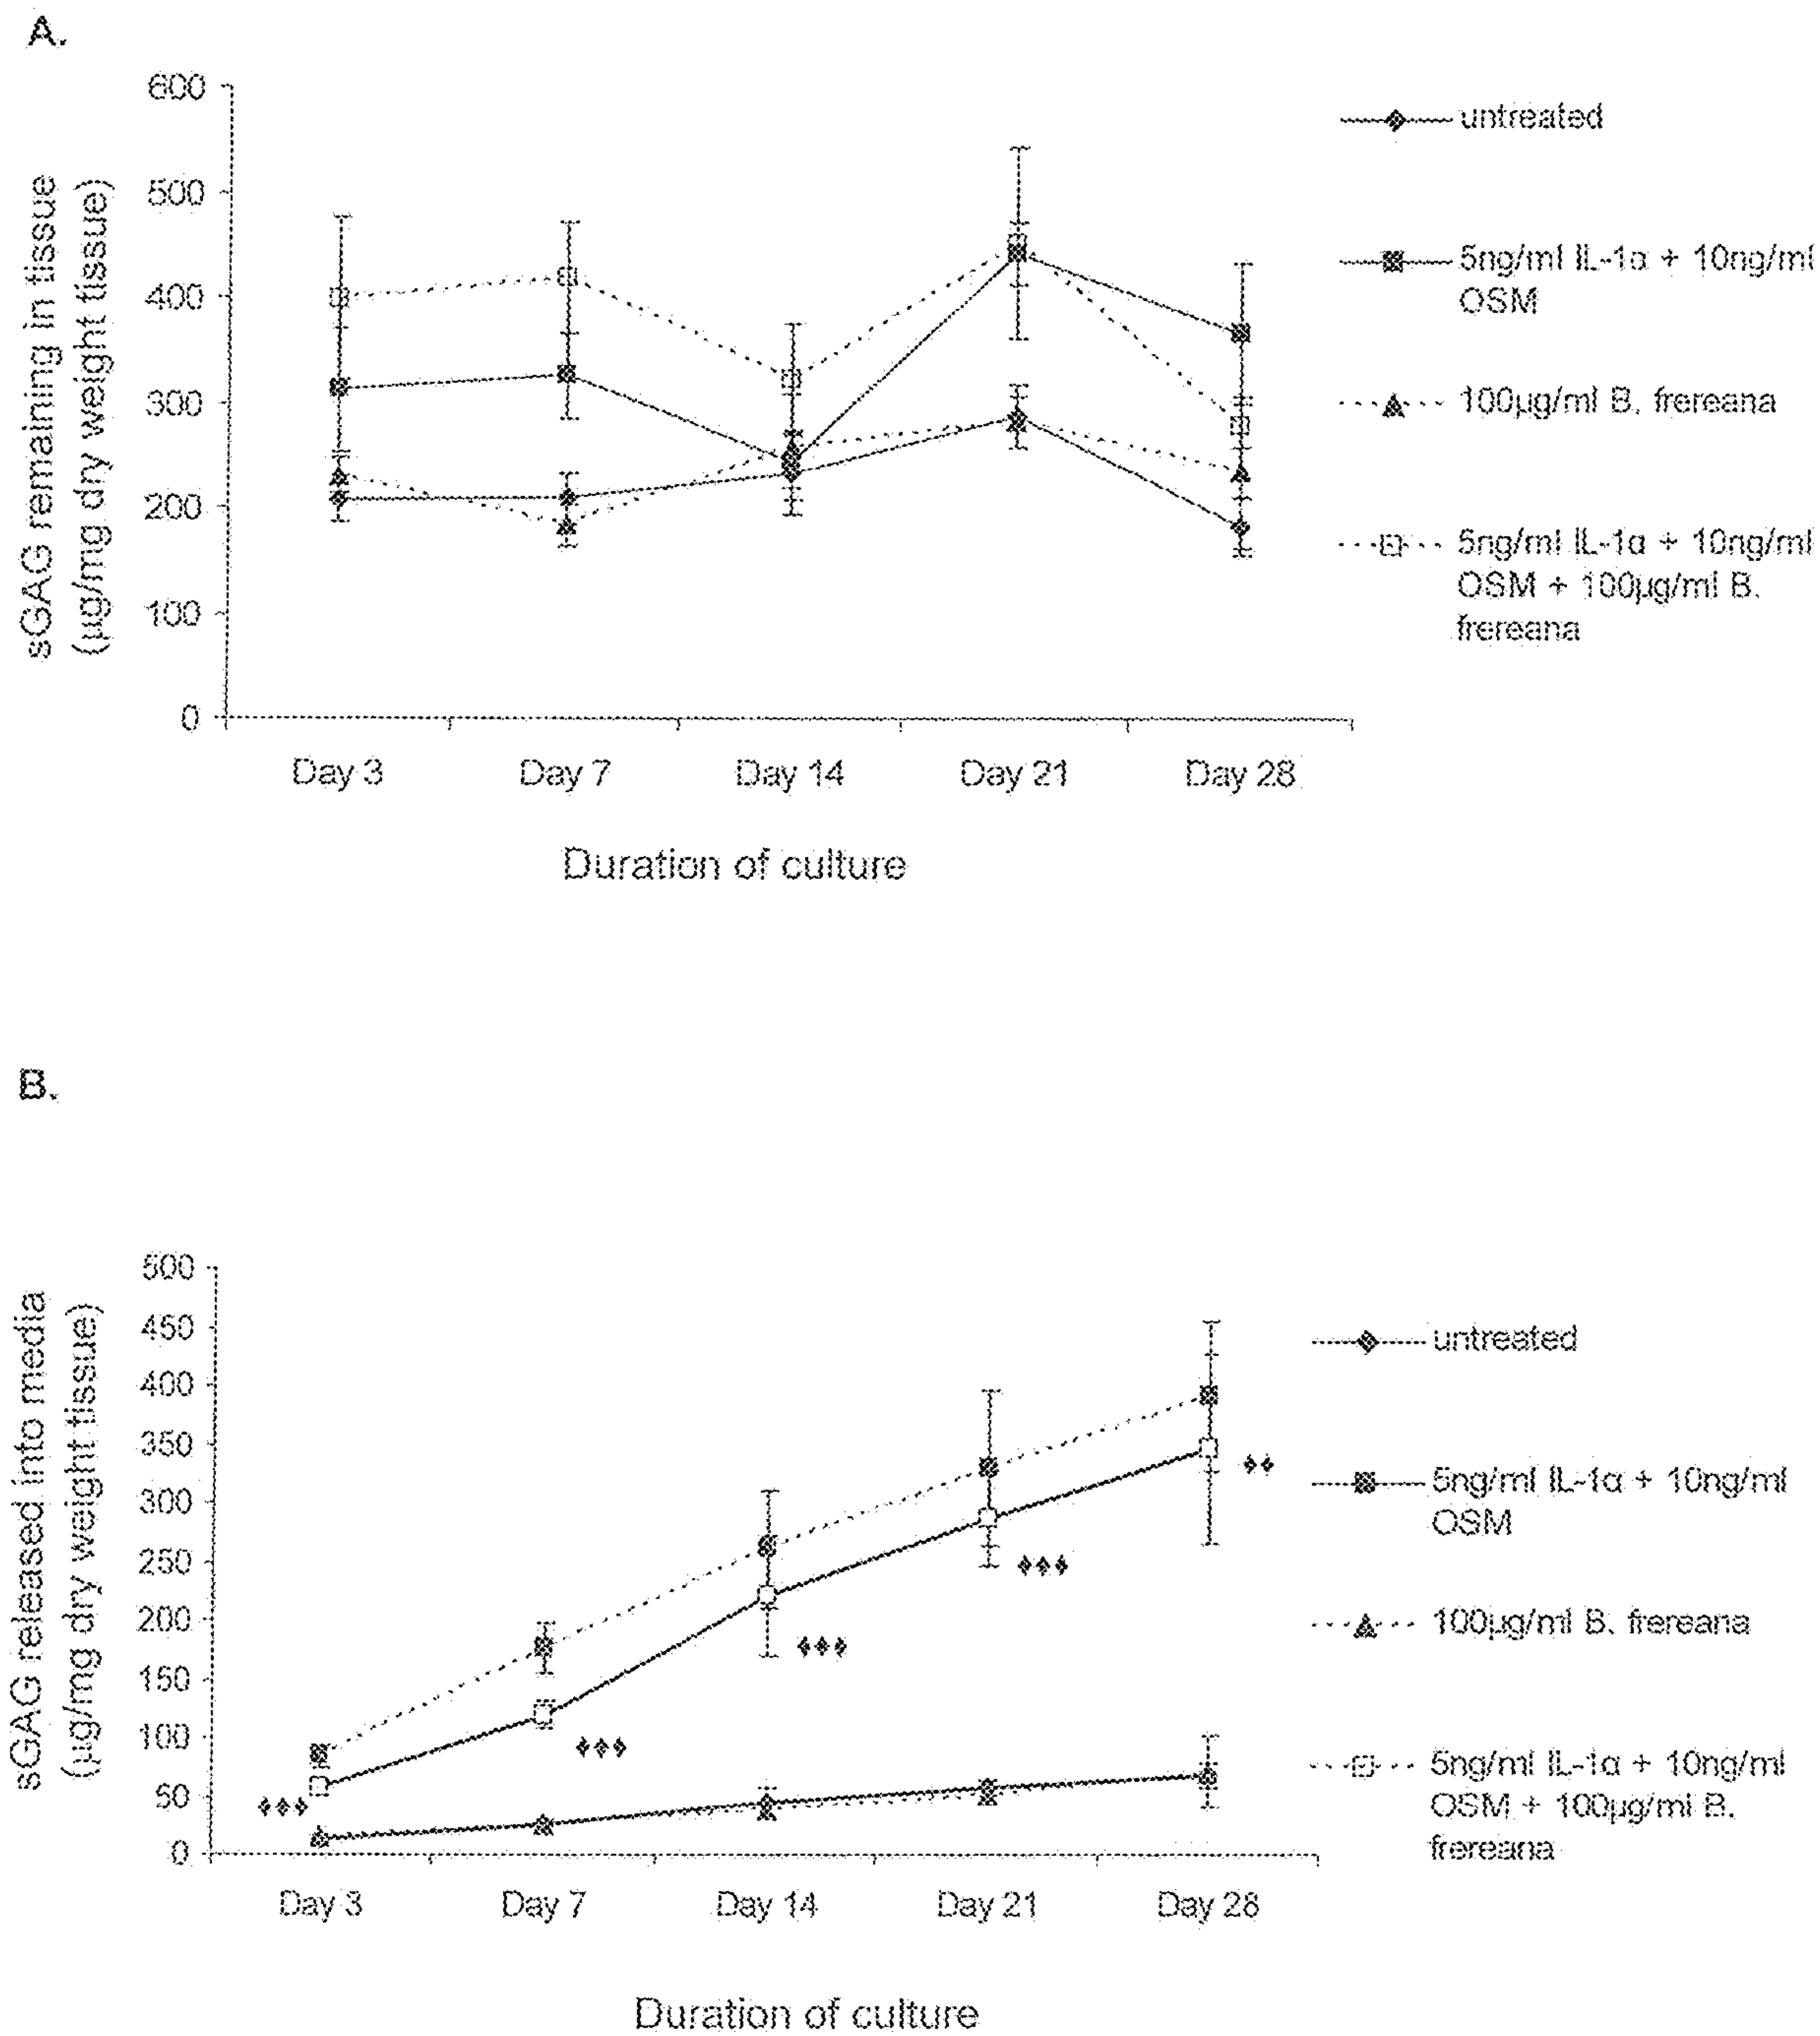 A.
600
500
400
300
200
100
0
sGAG remaining in tissue
(µg/mg dry weight tissue)
Day 3 Day 7 Day 14 Day 21 Day 28
Duration of culture
untreated
5ng/ml IL-1α + 10ng/ml
OSM
100µg/ml B. frereana
5ng/ml IL-1α + 10ng/ml
OSM + 100µg/ml B.
frereana
B.
500
450
400
350
300
250
200
150
100
50
0
sGAG released into media
(µg/mg dry weight tissue)
Day 3 Day 7 Day 14 Day 21 Day 28
Duration of culture
untreated
5ng/ml IL-1α + 10ng/ml
OSM
100µg/ml B. frereana
5ng/ml IL-1α + 10ng/ml
OSM + 100µg/ml B.
frereana